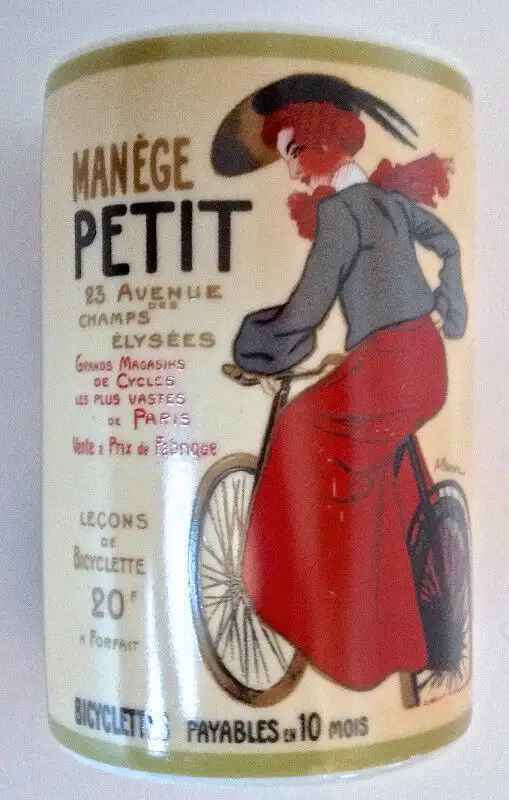 MANÈGE
PETIT
23 AVENUE
DES
CHAMPS
ÉLYSÉES
GRANDS MAGASINS
DE CYCLES
LES PLUS VASTES
DE PARIS
Vente à Prix de Fabrique
LEÇONS
DE
BICYCLETTE
20F
A FORFAIT
BICYCLETTES PAYABLES EN 10 MOIS